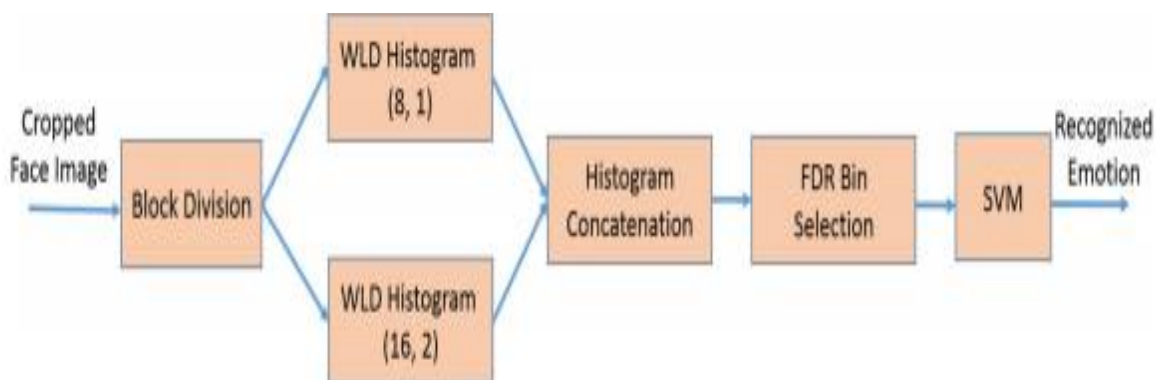 Cropped
Face Image
Block Division
WLD Histogram
(8, 1)
WLD Histogram
(16, 2)
Histogram
Concatenation
FDR Bin
Selection
SVM
Recognized
Emotion